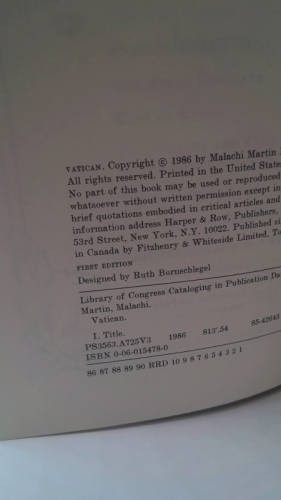 VATICAN. Copyright © 1986 by Malachi Martin
All rights reserved. Printed in the United State
No part of this book may be used or reproduced
whatsoever without written permission except in
brief quotations embodied in critical articles and
information address Harper & Row, Publishers,
53rd Street, New York, N.Y. 10022. Published si
in Canada by Fitzhenry & Whiteside Limited, To
FIRST EDITION
Designed by Ruth Bornschlegel
Library of Congress Cataloging in Publication Da
Martin, Malachi.
Vatican.
I. Title.
PS3563.A725V3 1986 813'.54 85-42643
ISBN 0-06-015478-0
86 87 88 89 90 RRD 10 9 8 7 6 5 4 3 2 1